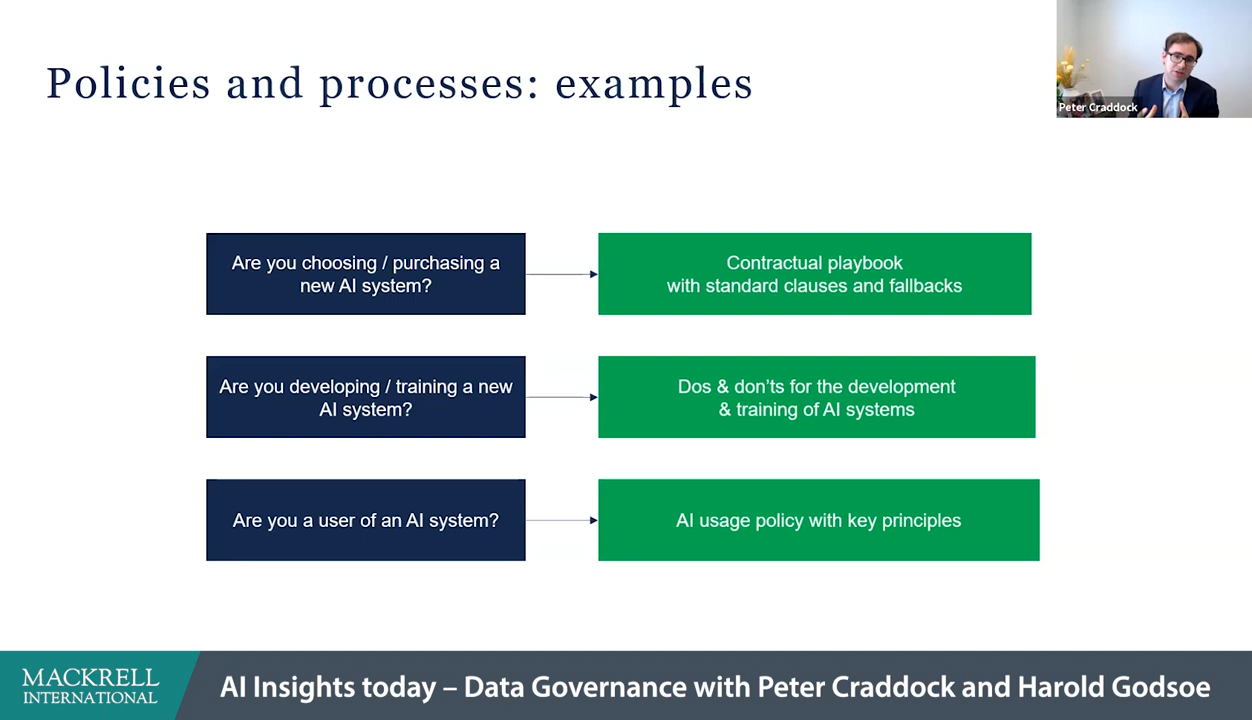 Policies and processes: examples
Peter Craddock
Are you choosing / purchasing a
new AI system?
Contractual playbook
with standard clauses and fallbacks
Are you developing / training a new
AI system?
Dos & don'ts for the development
& training of AI systems
Are you a user of an AI system?
AI usage policy with key principles
MACKRELL
INTERNATIONAL
AI Insights today – Data Governance with Peter Craddock and Harold Godsoe